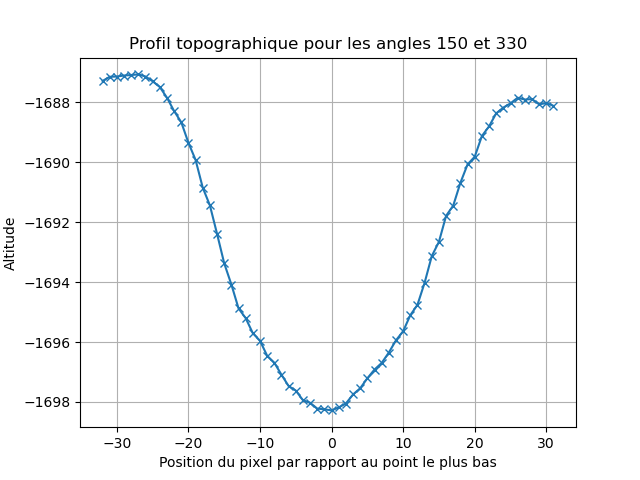 Profil topographique pour les angles 150 et 330
Altitude
−1688
−1690
−1692
−1694
−1696
−1698
−30 −20 −10 0 10 20 30
Position du pixel par rapport au point le plus bas